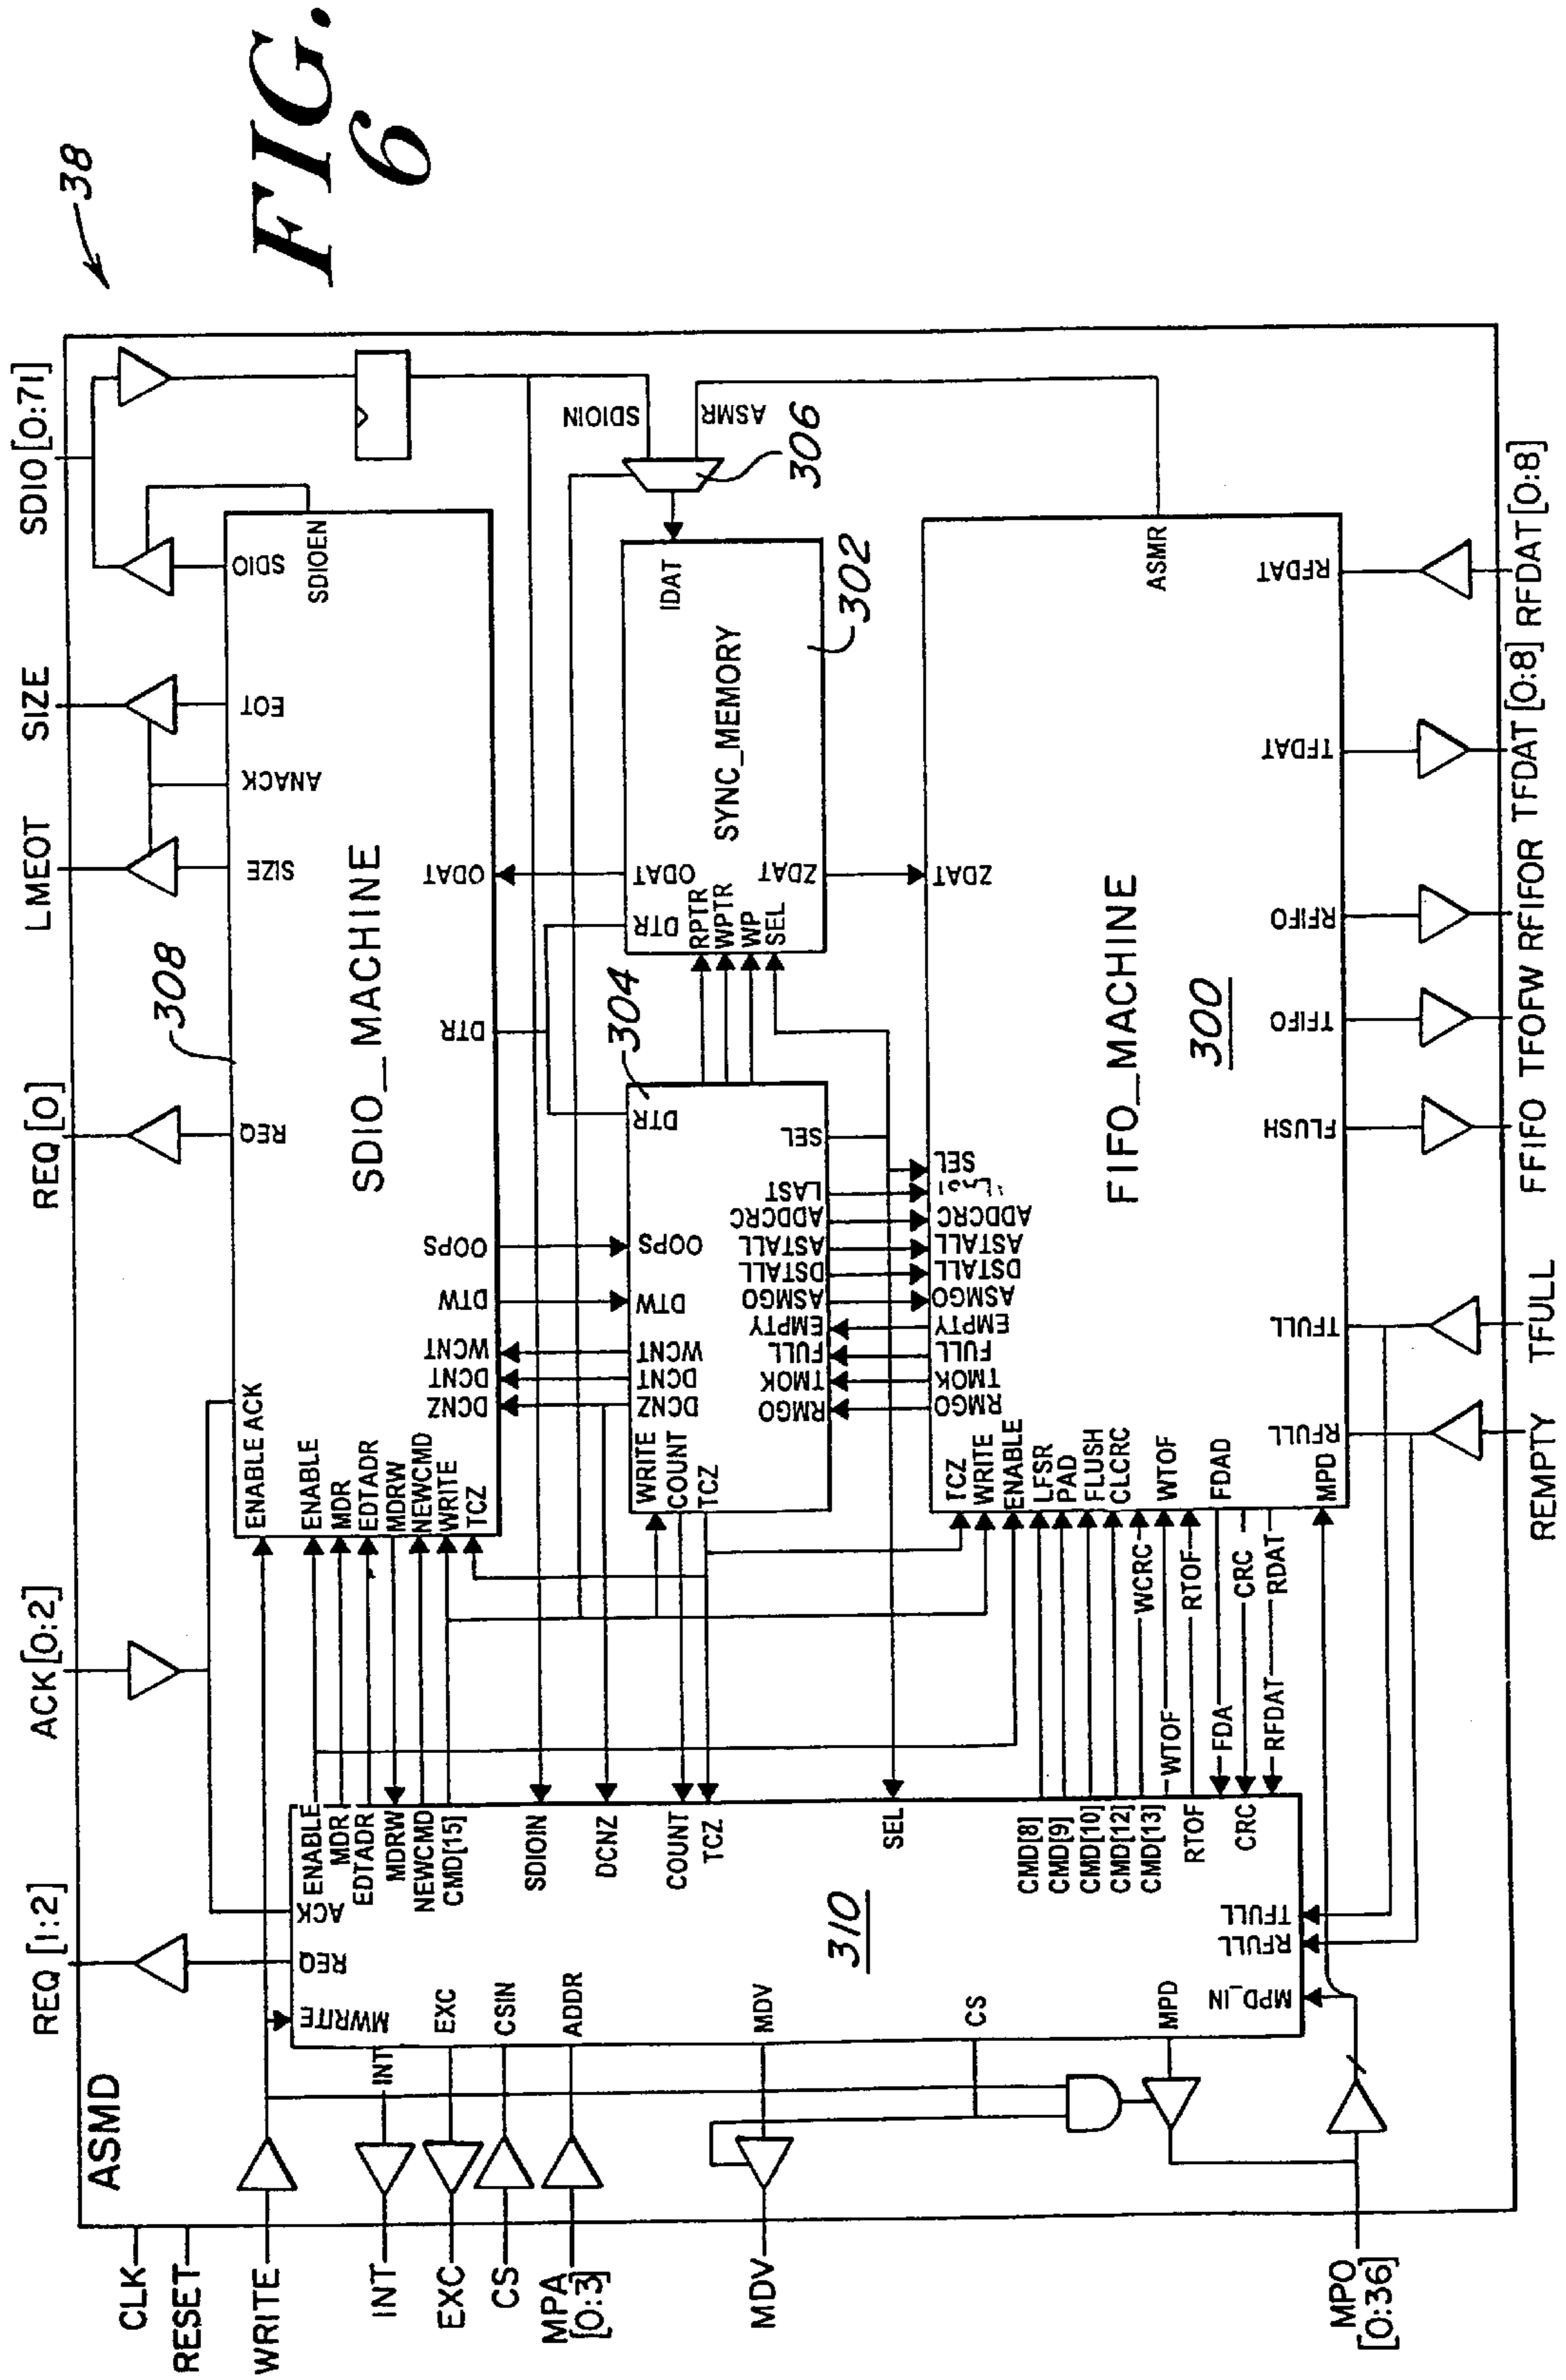 FIG.
6
38
ASMD
CLK
RESET
WRITE
INT
EXC
CS
MPA
[0:3]
MDV
MPO
[0:36]
REQ [1:2]
ACK [0:2]
REQ [0]
LMEOT
SIZE
SDIO [0:71]
308
SDIO_MACHINE
ENABLE ACK
ENABLE
MDR
EDTADR
MDRW
NEWCMD
WRITE
TCZ
REQ
SIZE
ANACK
EOT
SDIO
SDIOEN
DCNZ
DCNT
WCNT
DTW
OOPS
DTR
ODAT
304
WRITE
COUNT
TCZ
DCNZ
DCNT
WCNT
DTW
OOPS
DTR
RMGO
TMOK
FULL
EMPTY
ASMGO
DSTALL
ASTALL
ADDCRC
LAST
SEL
302
SYNC_MEMORY
DTR
RPTR
WPTR
WP
SEL
ODAT
ZDAT
IDAT
SDIOIN
ASMR
306
FIFO_MACHINE
300
TCZ
WRITE
ENABLE
LFSR
PAD
FLUSH
CLCRC
WCRC
WTOF
WTOF
RTOF
FDAD
FDA
CRC
RDAT
RFDAT
MPD
RMGO
TMOK
FULL
EMPTY
ASMGO
DSTALL
ASTALL
ADDCRC
SEL
ZDAT
ASMR
RFULL
TFULL
FLUSH
TFIFO
RFIFO
TFDAT
RFDAT
310
MWRITE
REQ
ACK
ENABLE
MDR
EDTADR
MDRW
NEWCMD
CMD[15]
SDIOIN
DCNZ
COUNT
TCZ
SEL
CMD[8]
CMD[9]
CMD[10]
CMD[12]
CMD[13]
RTOF
CRC
INT
EXC
CSIN
ADDR
MDV
CS
MPD
MPD_IN
RFULL
TFULL
REMPTY
TFULL
FFIFO
TFOFW
RFIFOR
TFDAT [0:8]
RFDAT [0:8]